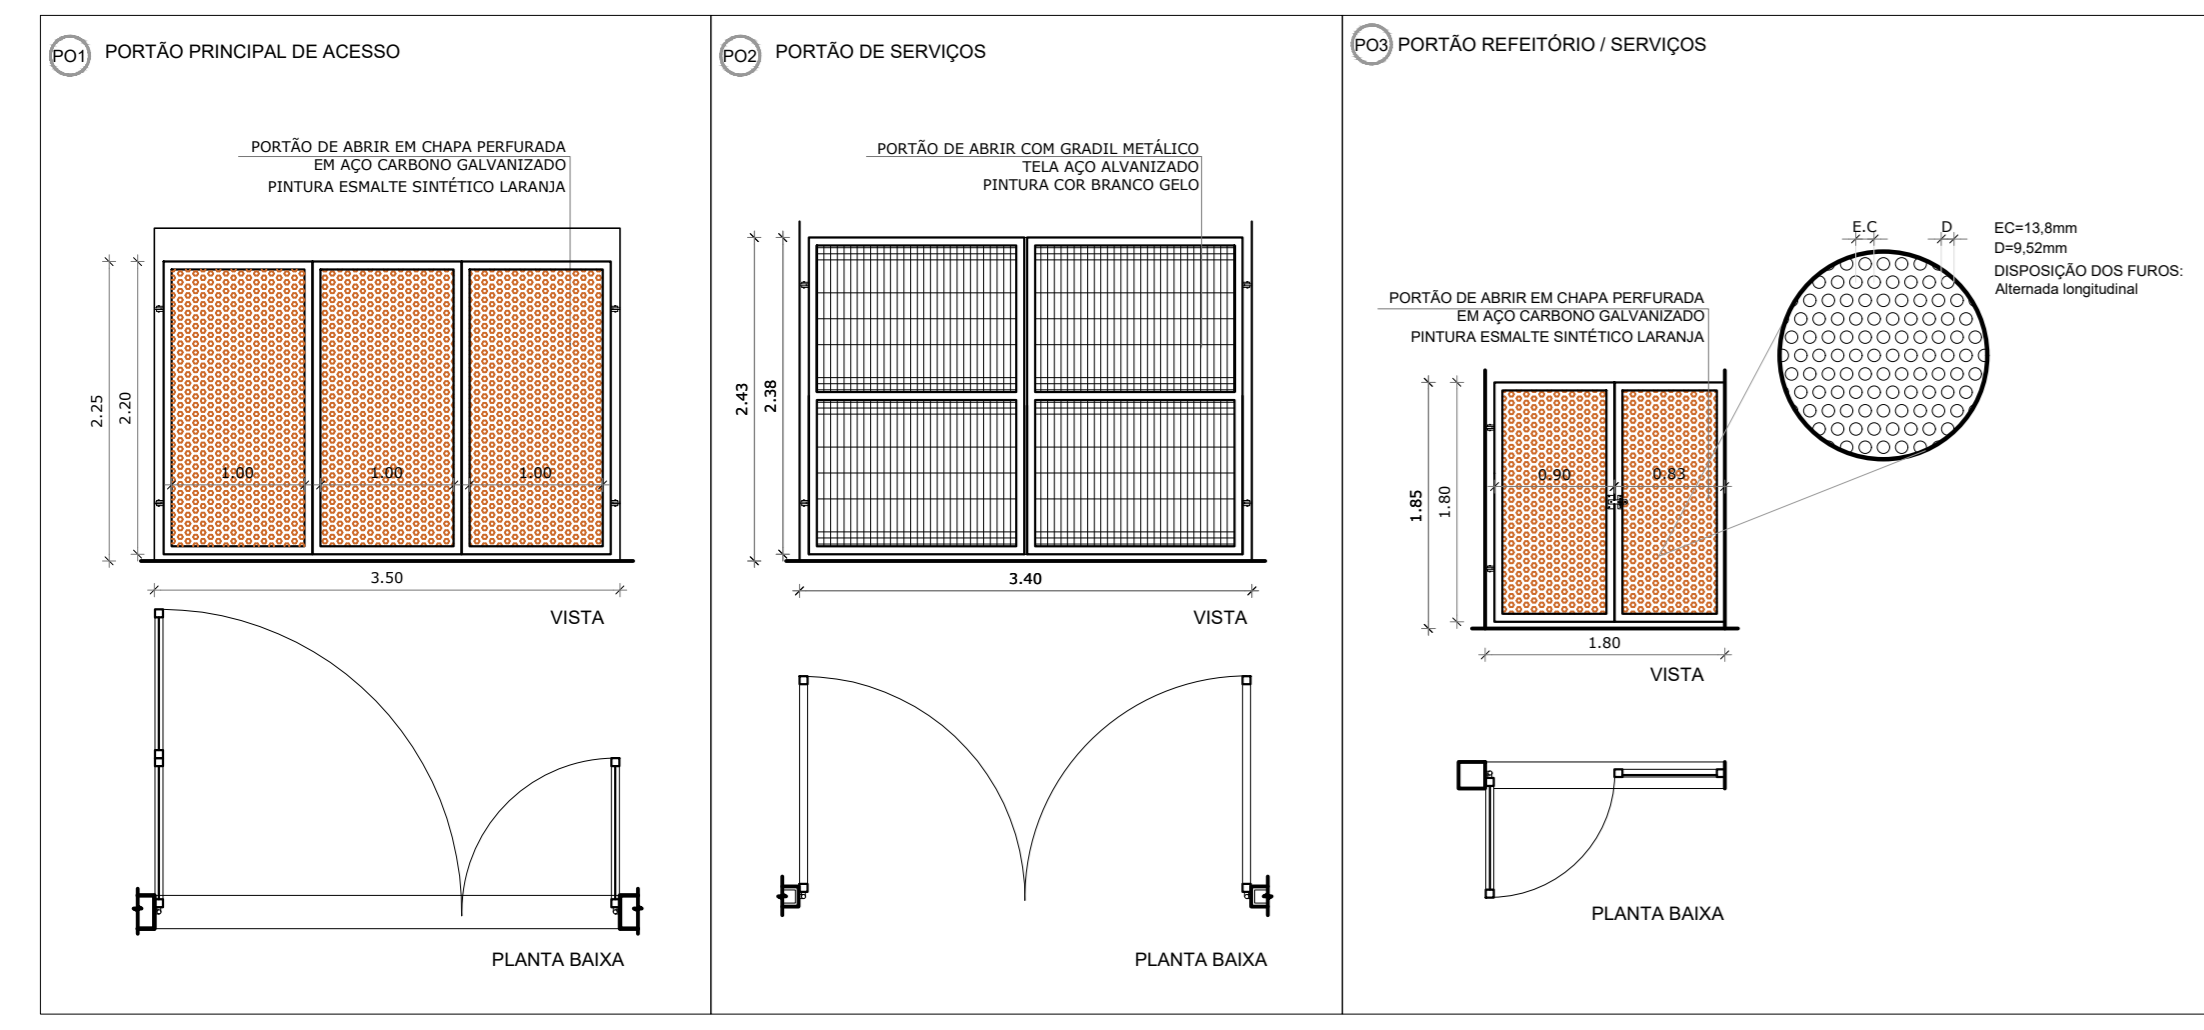 PO1 PORTÃO PRINCIPAL DE ACESSO
PORTÃO DE ABRIR EM CHAPA PERFURADA
EM AÇO CARBONO GALVANIZADO
PINTURA ESMALTE SINTÉTICO LARANJA
2.25
2.20
1.00
1.00
1.00
3.50
VISTA
PLANTA BAIXA
PO2 PORTÃO DE SERVIÇOS
PORTÃO DE ABRIR COM GRADIL METÁLICO
TELA AÇO ALVANIZADO
PINTURA COR BRANCO GELO
2.43
2.38
3.40
VISTA
PLANTA BAIXA
PO3 PORTÃO REFEITÓRIO / SERVIÇOS
E.C
D
EC=13,8mm
D=9,52mm
DISPOSIÇÃO DOS FUROS:
Alternada longitudinal
PORTÃO DE ABRIR EM CHAPA PERFURADA
EM AÇO CARBONO GALVANIZADO
PINTURA ESMALTE SINTÉTICO LARANJA
1.85
1.80
0.90
0.83
1.80
VISTA
PLANTA BAIXA